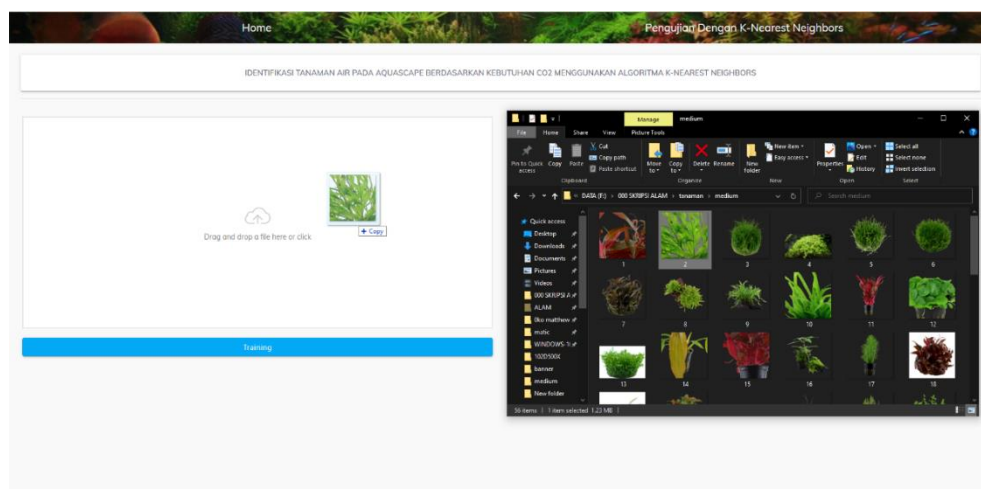 Home
Pengujian Dengan K-Nearest Neighbors
IDENTIFIKASI TANAMAN AIR PADA AQUASCAPE BERDASARKAN KEBUTUHAN CO2 MENGGUNAKAN ALGORITMA K-NEAREST NEIGHBORS
Drag and drop a file here or click
+ Copy
Training
Manage
medium
File
Home
Share
View
Picture Tools
Pin to Quick access
Copy
Paste
Cut
Copy path
Paste shortcut
Clipboard
Move to
Copy to
Delete
Rename
Organize
New folder
New item
Easy access
New
Properties
Open
Edit
History
Open
Select all
Select none
Invert selection
Select
DATA (F:) > 000 SKRIPSI ALAM > tanaman > medium
Search medium
Quick access
Desktop
Downloads
Documents
Pictures
Videos
000 SKRIPSI A
ALAM
matic
WINDOWS
banner
medium
New folder
1
2
3
4
5
6
7
8
9
10
11
12
13
14
15
16
17
18
36 items
1 item selected 1.23 MB